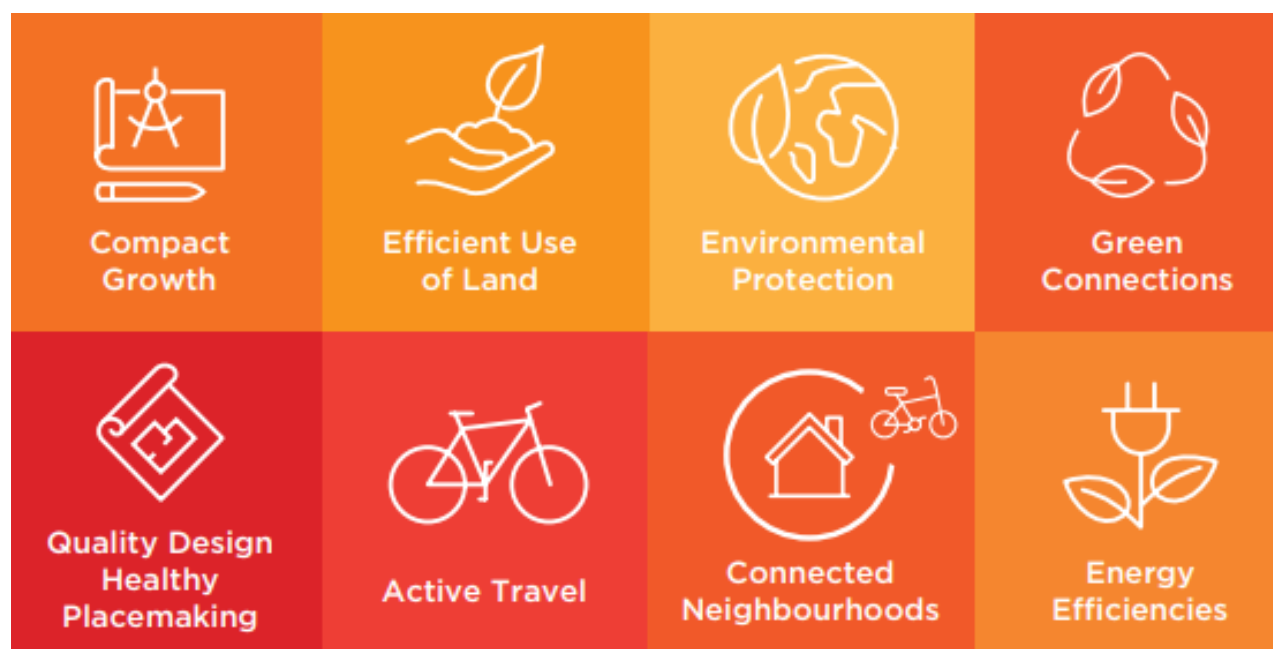 Compact
Growth
Efficient Use
of Land
Environmental
Protection
Green
Connections
Quality Design
Healthy
Placemaking
Active Travel
Connected
Neighbourhoods
Energy
Efficiencies